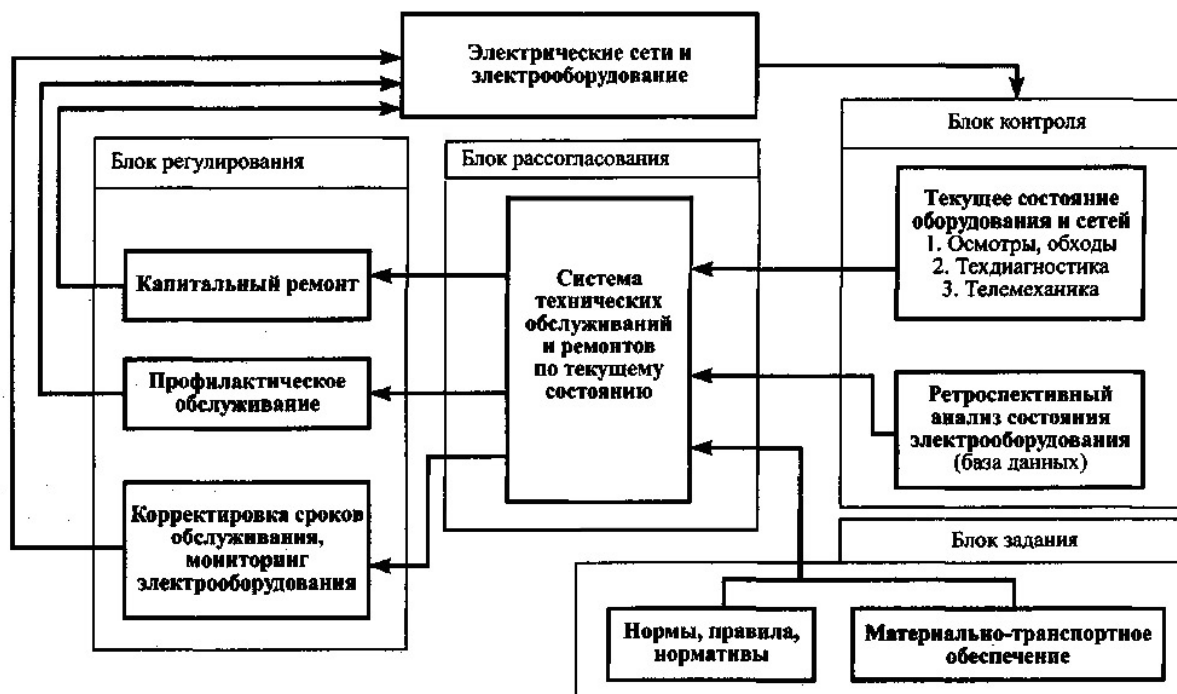 Электрические сети и
электрооборудование
Блок регулирования
Капитальный ремонт
Профилактическое
обслуживание
Корректировка сроков
обслуживания,
мониторинг
электрооборудования
Блок рассогласования
Система
технических
обслуживаний
и ремонтов
по текущему
состоянию
Блок контроля
Текущее состояние
оборудования и сетей
1. Осмотры, обходы
2. Техдиагностика
3. Телемеханика
Ретроспективный
анализ состояния
электрооборудования
(база данных)
Блок задания
Нормы, правила,
нормативы
Материально-транспортное
обеспечение